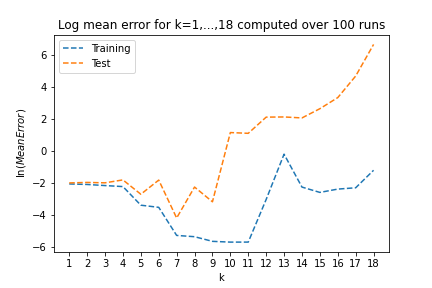 Log mean error for k=1,...,18 computed over 100 runs
Training
Test
6
4
2
0
−2
−4
−6
ln(MeanError)
1 2 3 4 5 6 7 8 9 10 11 12 13 14 15 16 17 18
k